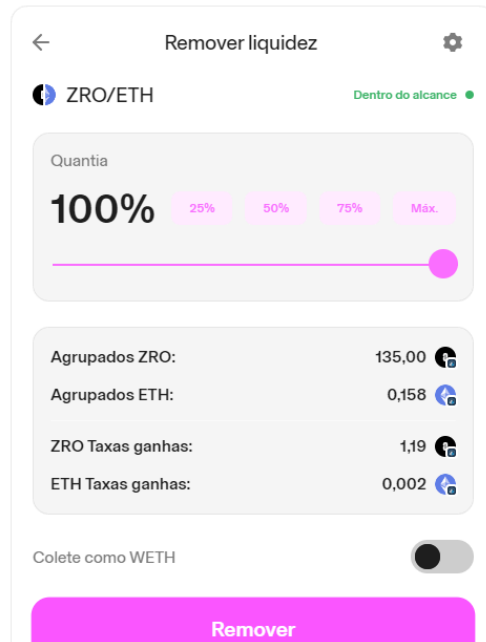 Remover liquidez
ZRO/ETH Dentro do alcance
Quantia
100% 25% 50% 75% Máx.
Agrupados ZRO: 135,00
Agrupados ETH: 0,158
ZRO Taxas ganhas: 1,19
ETH Taxas ganhas: 0,002
Colete como WETH
Remover